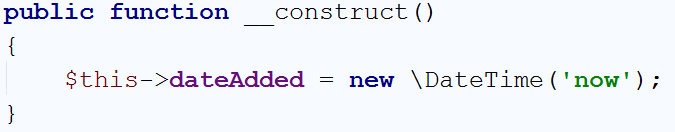 public function __construct()
{
    $this->dateAdded = new \DateTime('now');
}